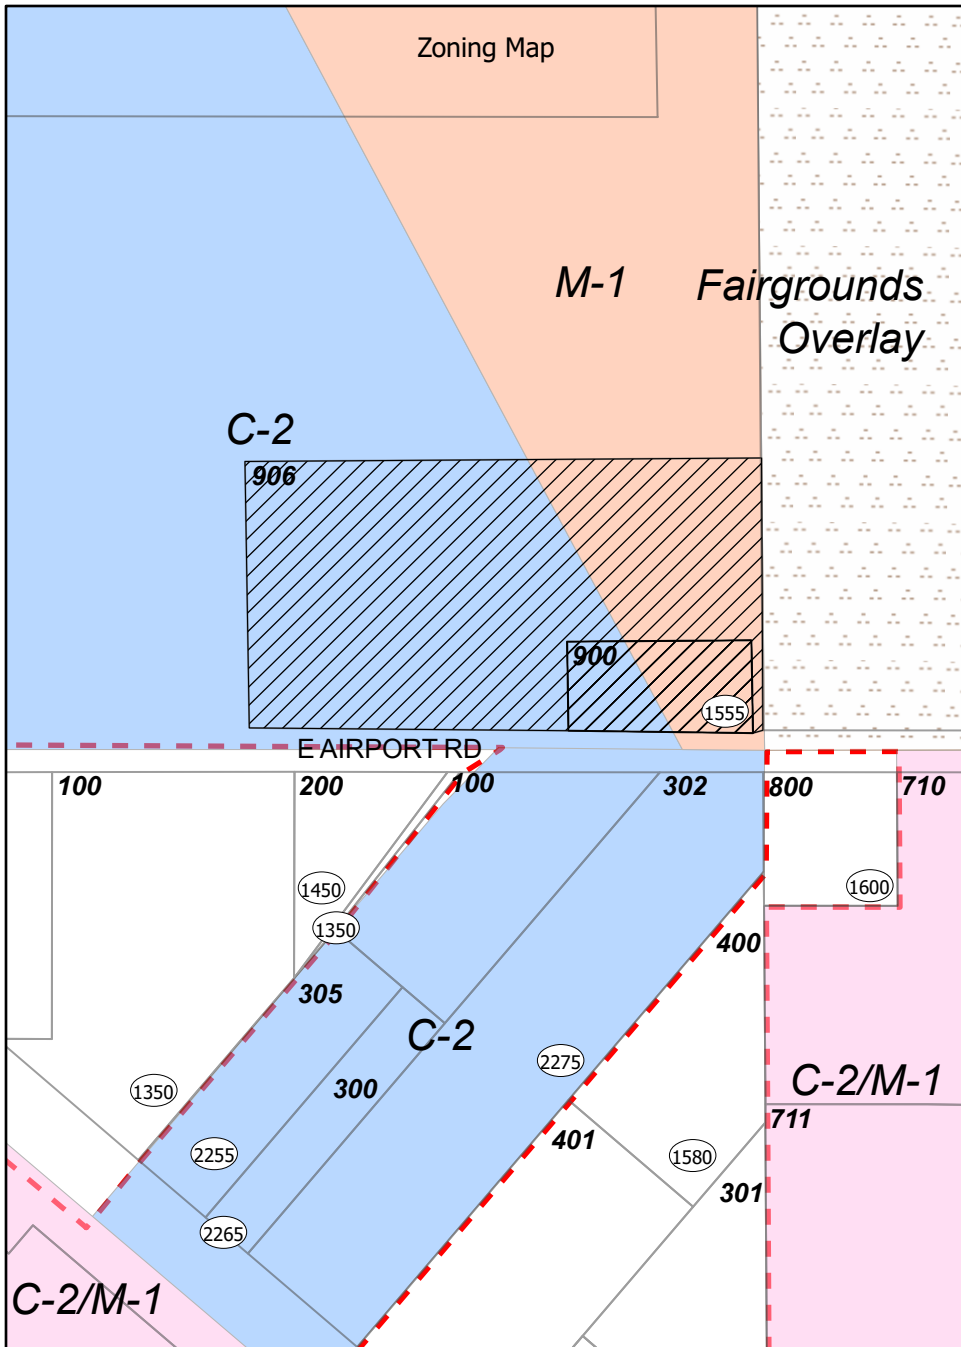 Zoning Map
M-1
Fairgrounds
Overlay
C-2
906
900
1555
E AIRPORT RD
100
200
100
302
800
710
1450
1600
1350
400
305
C-2
2275
1350
300
C-2/M-1
711
401
2255
1580
301
2265
C-2/M-1